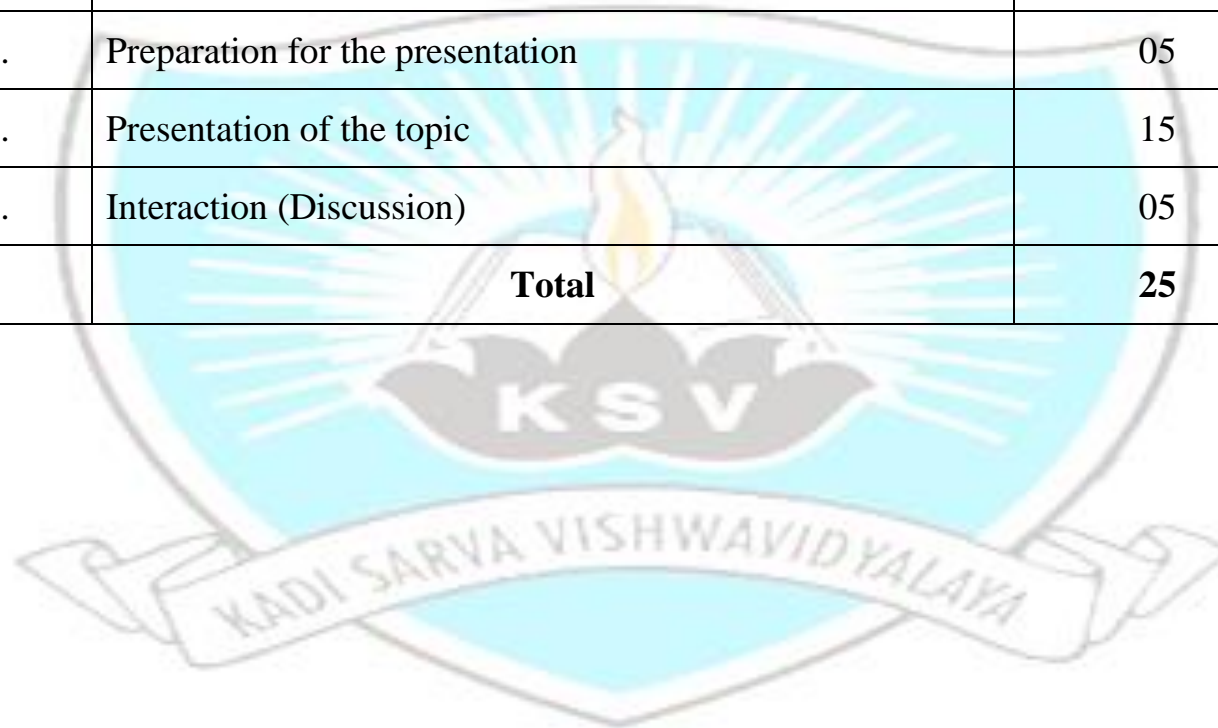 . Preparation for the presentation 05
. Presentation of the topic 15
. Interaction (Discussion) 05
Total 25
KSV
KADI SARVA VISHWAVIDYALAYA